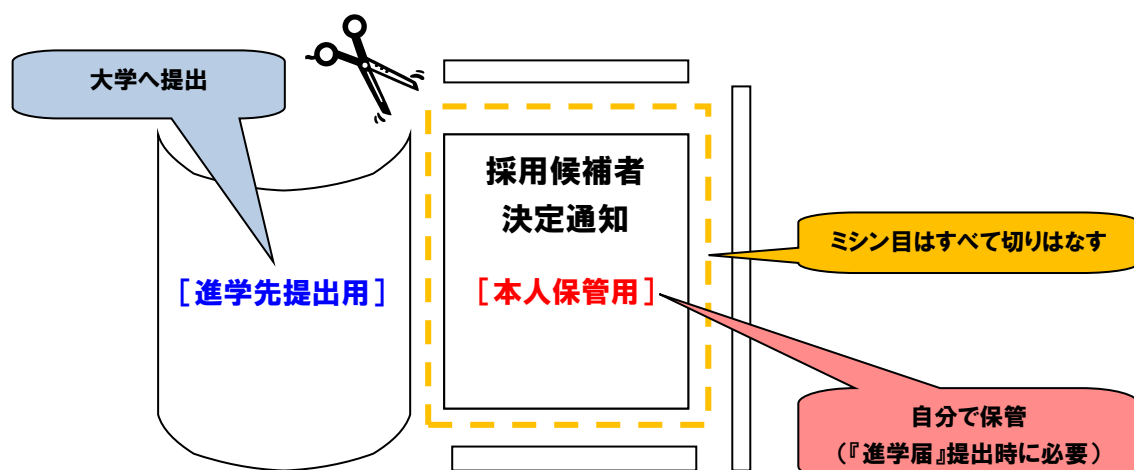 大学へ提出
採用候補者
決定通知
[進学先提出用]
[本人保管用]
ミシン目はすべて切りはなす
自分で保管
(『進学届』提出時に必要)